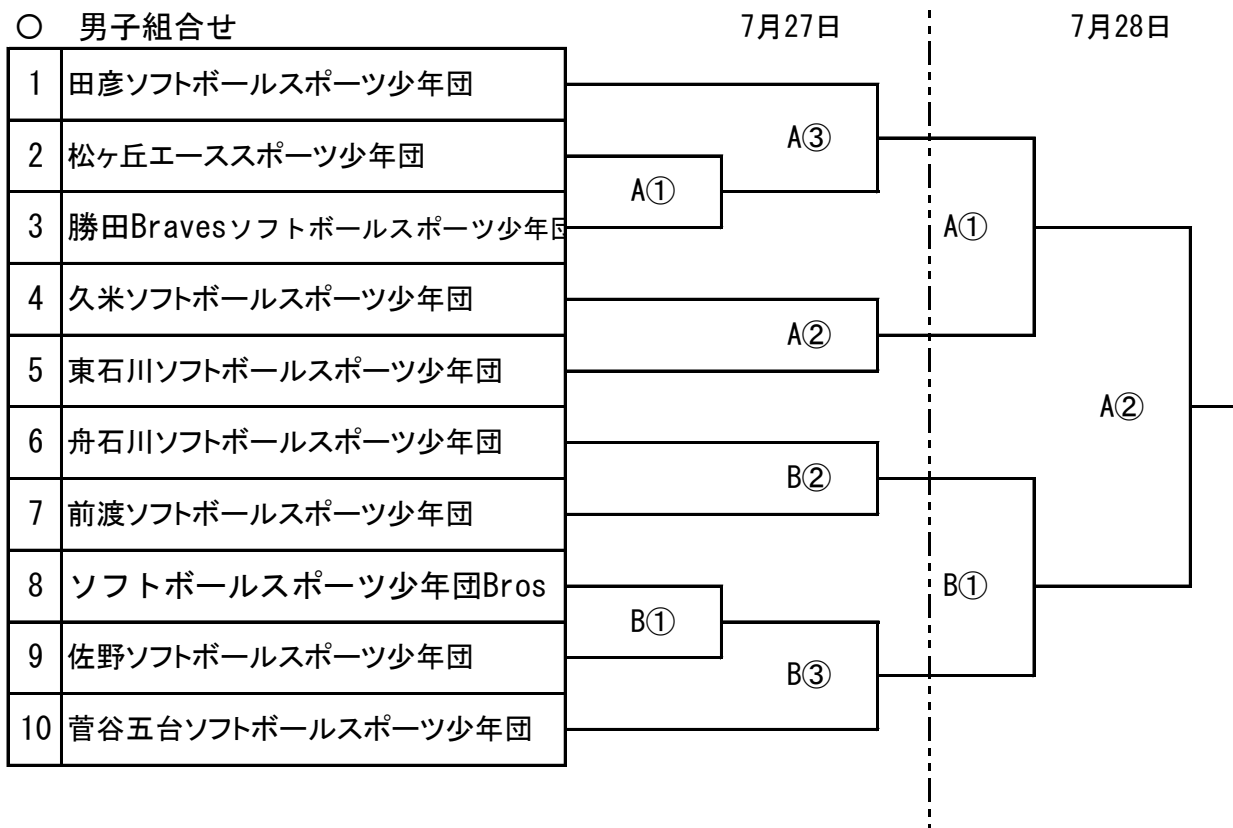 ○ 男子組合せ 7月27日 7月28日
1 田彦ソフトボールスポーツ少年団
A③
2 松ヶ丘エーススポーツ少年団
A①
3 勝田Bravesソフトボールスポーツ少年団
A①
4 久米ソフトボールスポーツ少年団
A②
5 東石川ソフトボールスポーツ少年団
A②
6 舟石川ソフトボールスポーツ少年団
B②
7 前渡ソフトボールスポーツ少年団
8 ソフトボールスポーツ少年団Bros
B①
B①
9 佐野ソフトボールスポーツ少年団
B③
10 菅谷五台ソフトボールスポーツ少年団